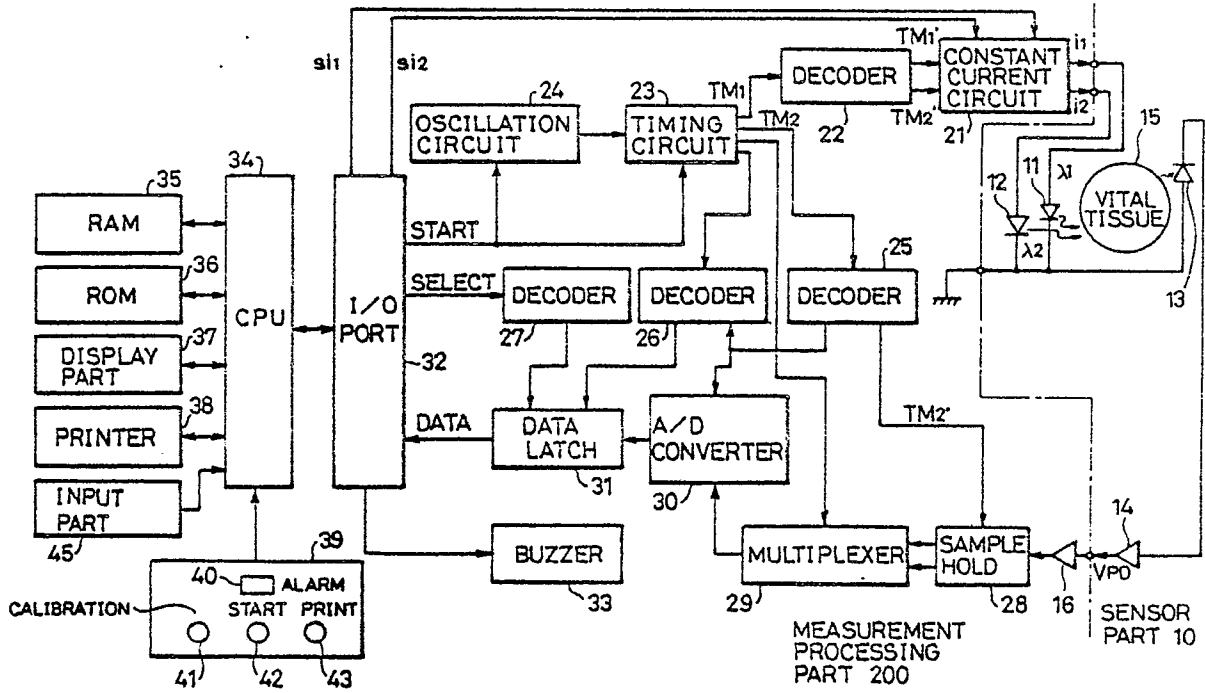 si1
si2
TM1'
CONSTANT
CURRENT
CIRCUIT
i1
i2
DECODER
22
TM2'
21
24
OSCILLATION
CIRCUIT
23
TIMING
CIRCUIT
TM1
TM2
15
VITAL
TISSUE
11
λ1
12
λ2
13
34
CPU
I/O
PORT
32
35
RAM
36
ROM
37
DISPLAY
PART
38
PRINTER
INPUT
PART
45
START
SELECT
DECODER
27
DECODER
26
25
DECODER
DATA
DATA
LATCH
31
A/D
CONVERTER
30
TM2'
BUZZER
33
MULTIPLEXER
29
SAMPLE
HOLD
28
16
14
VPD
39
40
ALARM
CALIBRATION
START
PRINT
41
42
43
MEASUREMENT
PROCESSING
PART 200
SENSOR
PART 10